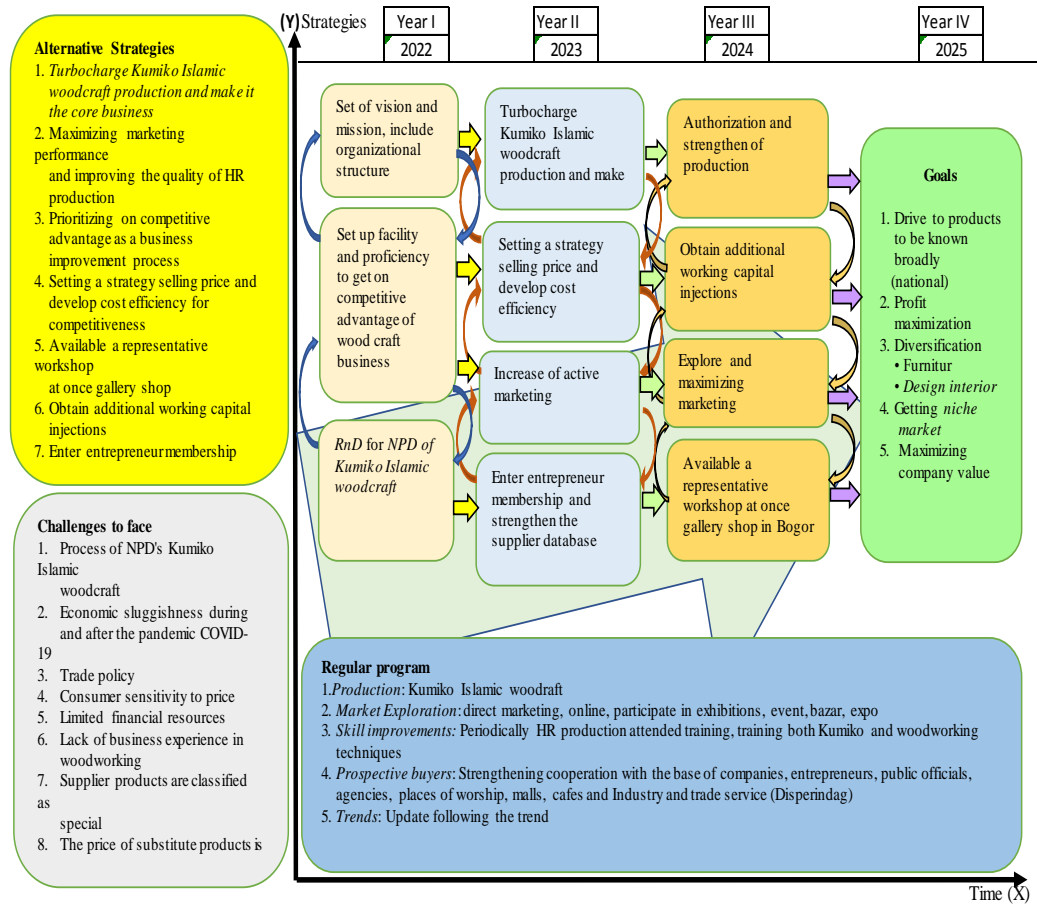 (Y) Strategies
Year I
2022
Year II
2023
Year III
2024
Year IV
2025
Alternative Strategies
1. Turbocharge Kumiko Islamic
woodcraft production and make it
the core business
2. Maximizing marketing
performance
and improving the quality of HR
production
3. Prioritizing on competitive
advantage as a business
improvement process
4. Setting a strategy selling price and
develop cost efficiency for
competitiveness
5. Available a representative
workshop
at once gallery shop
6. Obtain additional working capital
injections
7. Enter entrepreneur membership
Challenges to face
1. Process of NPD's Kumiko
Islamic
woodcraft
2. Economic sluggishness during
and after the pandemic COVID-
19
3. Trade policy
4. Consumer sensitivity to price
5. Limited financial resources
6. Lack of business experience in
woodworking
7. Supplier products are classified
as
special
8. The price of substitute products is
Set of vision and
mission, include
organizational
structure
Set up facility and
proficiency to get on
competitive
advantage of
wood craft
business
RnD for NPD of
Kumiko Islamic
woodcraft
Turbocharge
Kumiko Islamic
woodcraft
production and make
Setting a strategy
selling price and
develop cost
efficiency
Increase of active
marketing
Enter entrepreneur
membership and
strengthen the
supplier database
Authorization and
strengthen of
production
Obtain additional
working capital
injections
Explore and
maximizing
marketing
Available a
representative
workshop at once
gallery shop in Bogor
Goals
1. Drive to products
to be known
broadly
(national)
2. Profit
maximization
3. Diversification
• Furnitur
• Design interior
4. Getting niche
market
5. Maximizing
company value
Regular program
1.Production: Kumiko Islamic woodraft
2. Market Exploration: direct marketing, online, participate in exhibitions, event, bazar, expo
3. Skill improvements: Periodically HR production attended training, training both Kumiko and woodworking
techniques
4. Prospective buyers: Strengthening cooperation with the base of companies, entrepreneurs, public officials,
agencies, places of worship, malls, cafes and Industry and trade service (Disperindag)
5. Trends: Update following the trend
Time (X)